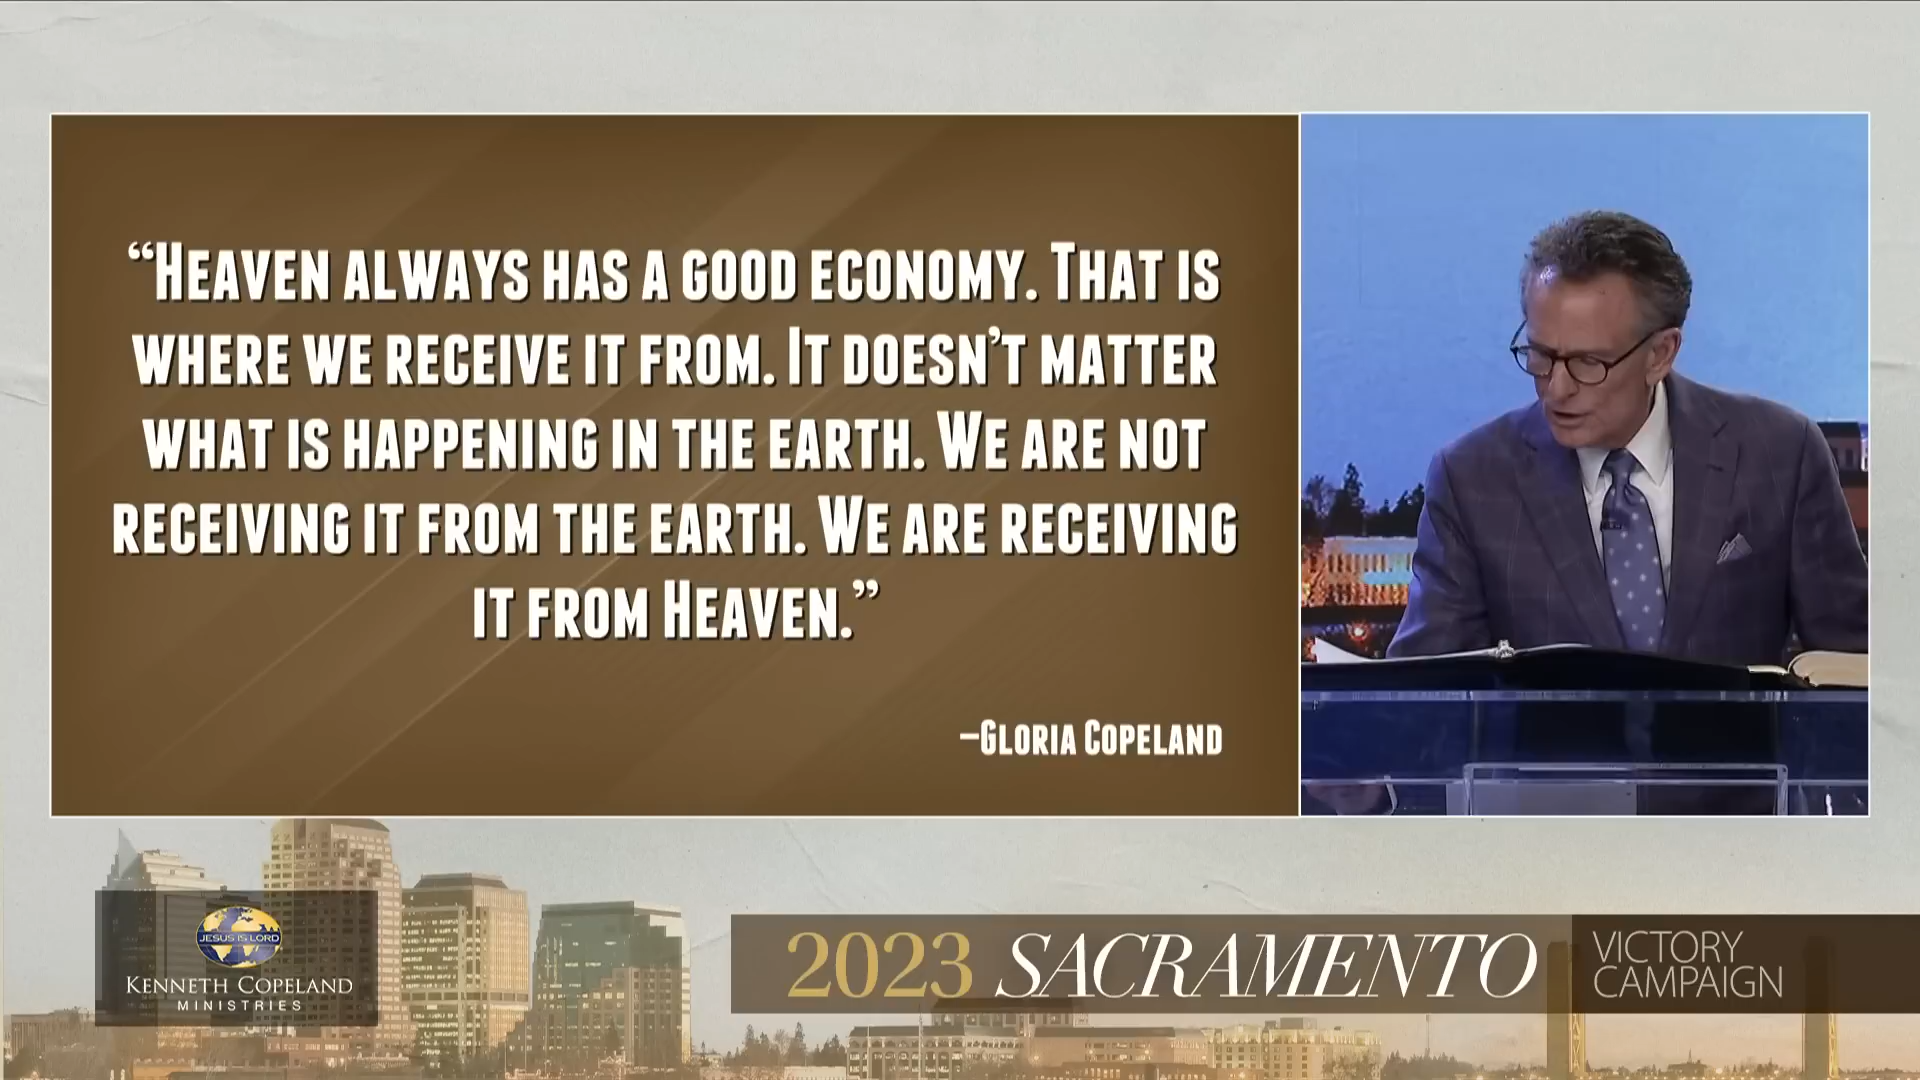 “Heaven always has a good economy. That is
where we receive it from. It doesn’t matter
what is happening in the earth. We are not
receiving it from the earth. We are receiving
it from Heaven.”
–Gloria Copeland
JESUS IS LORD
KENNETH COPELAND
MINISTRIES
2023 SACRAMENTO
VICTORY
CAMPAIGN